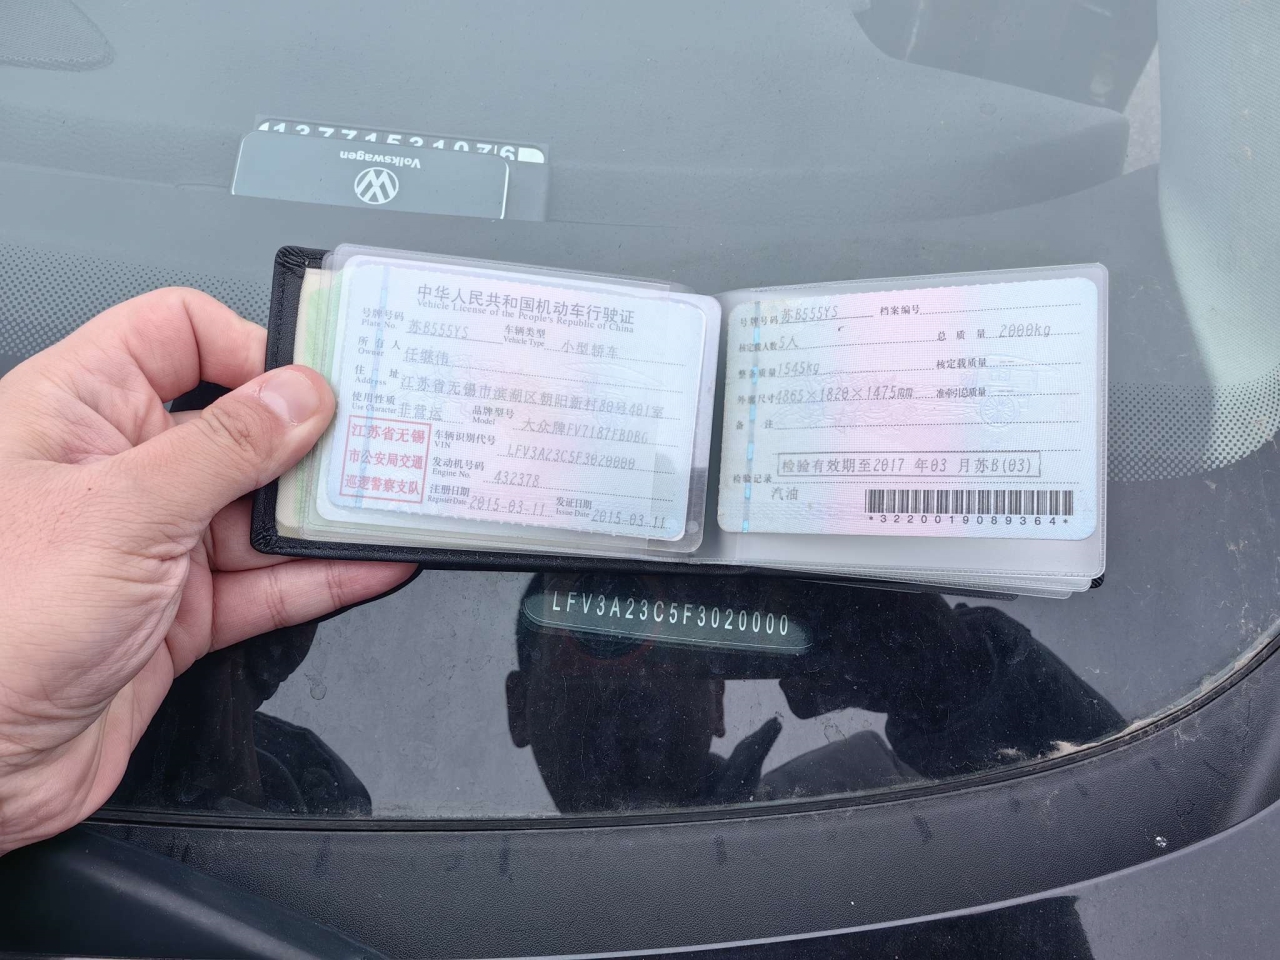 413771531076
Volkswagen
中华人民共和国机动车行驶证
Vehicle License of the People's Republic of China
号牌号码 苏B555YS 车辆类型 小型轿车
Plate No. Vehicle Type
所有人 任继伟
Owner
住址 江苏省无锡市滨湖区朝阳新村80号401室
Address
使用性质 非营运 品牌型号 大众牌FV7187FBDBG
Use Character Model
江苏省无锡市公安局交通巡逻警察支队
车辆识别代号 LFV3A23C5F3020000
VIN
发动机号码 432378
Engine No.
注册日期 2015-03-11 发证日期 2015-03-11
Register Date Issue Date
号牌号码 苏B555YS 档案编号
核定载人数 5人 总质量 2000kg
整备质量 1545kg 核定载质量
外廓尺寸 4865×1820×1475mm 准牵引总质量
备注
检验有效期至2017年03月苏B(03)
检验记录
汽油
*3220019089364*
LFV3A23C5F3020000